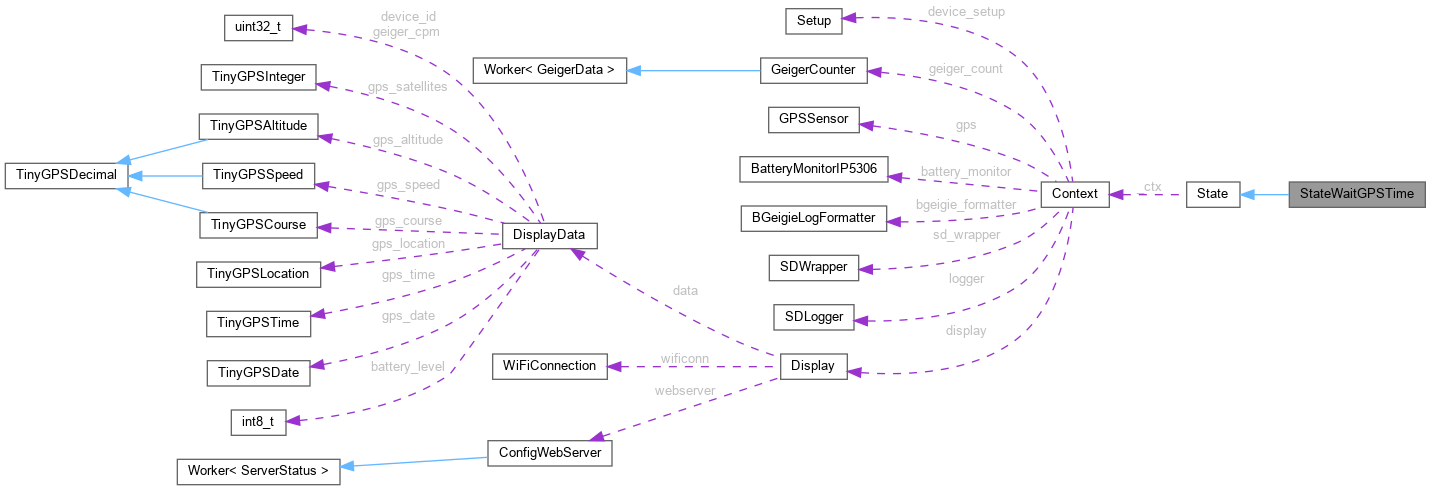 device_id
geiger_cpm
uint32_t
device_setup
Setup
Worker< GeigerData >
GeigerCounter
geiger_count
TinyGPSInteger
gps_satellites
GPSSensor
gps
TinyGPSAltitude
gps_altitude
BatteryMonitorIP5306
battery_monitor
TinyGPSDecimal
TinyGPSSpeed
gps_speed
Context
ctx
State
StateWaitGPSTime
bgeigie_formatter
BGeigieLogFormatter
TinyGPSCourse
gps_course
DisplayData
sd_wrapper
gps_location
TinyGPSLocation
SDWrapper
gps_time
logger
data
TinyGPSTime
gps_date
SDLogger
display
wificonn
battery_level
TinyGPSDate
WiFiConnection
Display
webserver
int8_t
ConfigWebServer
Worker< ServerStatus >